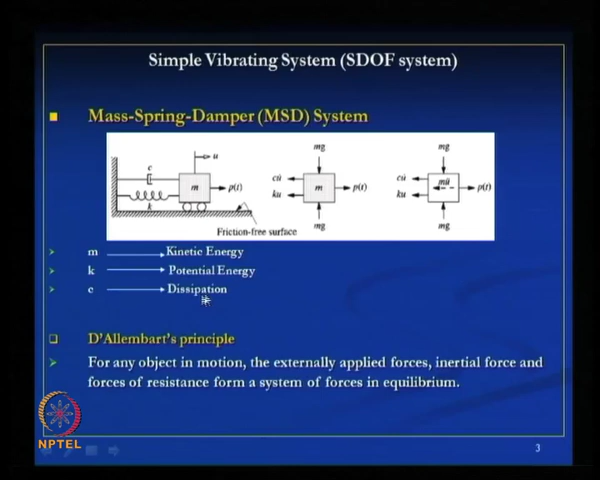 Simple Vibrating System (SDOF system)
Mass-Spring-Damper (MSD) System
u
mg
mg
c
k
m
p(t)
cu̇
ku
m
p(t)
cu̇
ku
mü
p(t)
mg
mg
Friction-free surface
m Kinetic Energy
k Potential Energy
c Dissipation
D'Allembart's principle
For any object in motion, the externally applied forces, inertial force and
forces of resistance form a system of forces in equilibrium.
NPTEL
3